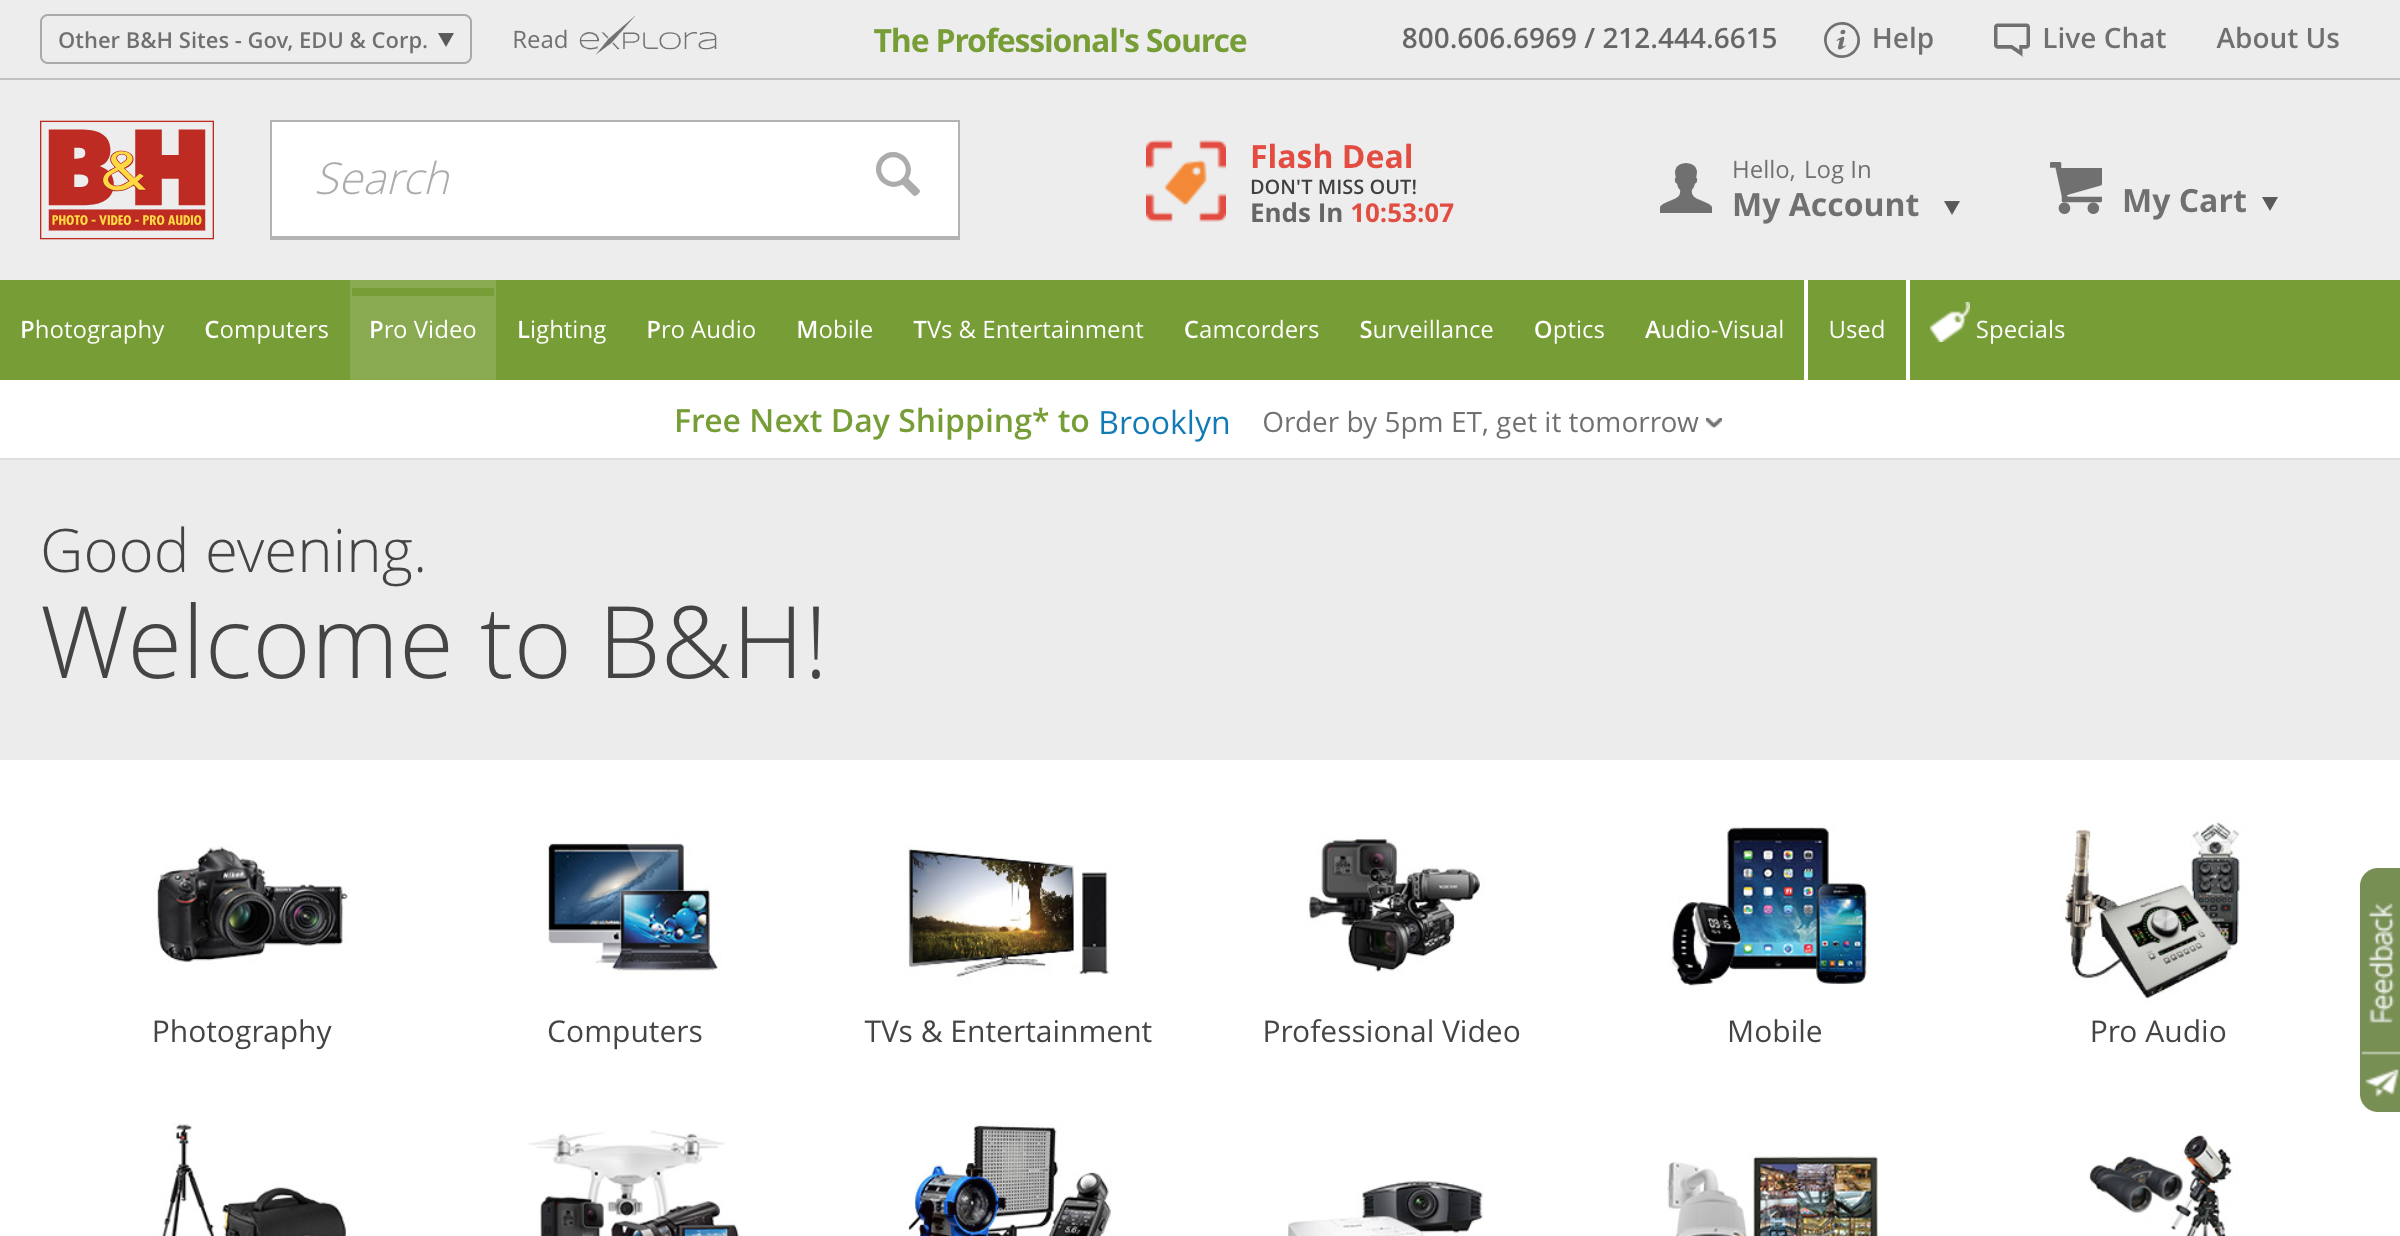 Other B&H Sites - Gov, EDU & Corp.
Read eXPLORA
The Professional's Source
800.606.6969 / 212.444.6615
Help
Live Chat
About Us
B&H
PHOTO - VIDEO - PRO AUDIO
Search
Flash Deal
DON'T MISS OUT!
Ends In 10:53:07
Hello, Log In
My Account
My Cart
Photography
Computers
Pro Video
Lighting
Pro Audio
Mobile
TVs & Entertainment
Camcorders
Surveillance
Optics
Audio-Visual
Used
Specials
Free Next Day Shipping* to Brooklyn
Order by 5pm ET, get it tomorrow
Good evening.
Welcome to B&H!
Nikon
Photography
Computers
TVs & Entertainment
Professional Video
Mobile
Pro Audio
Feedback